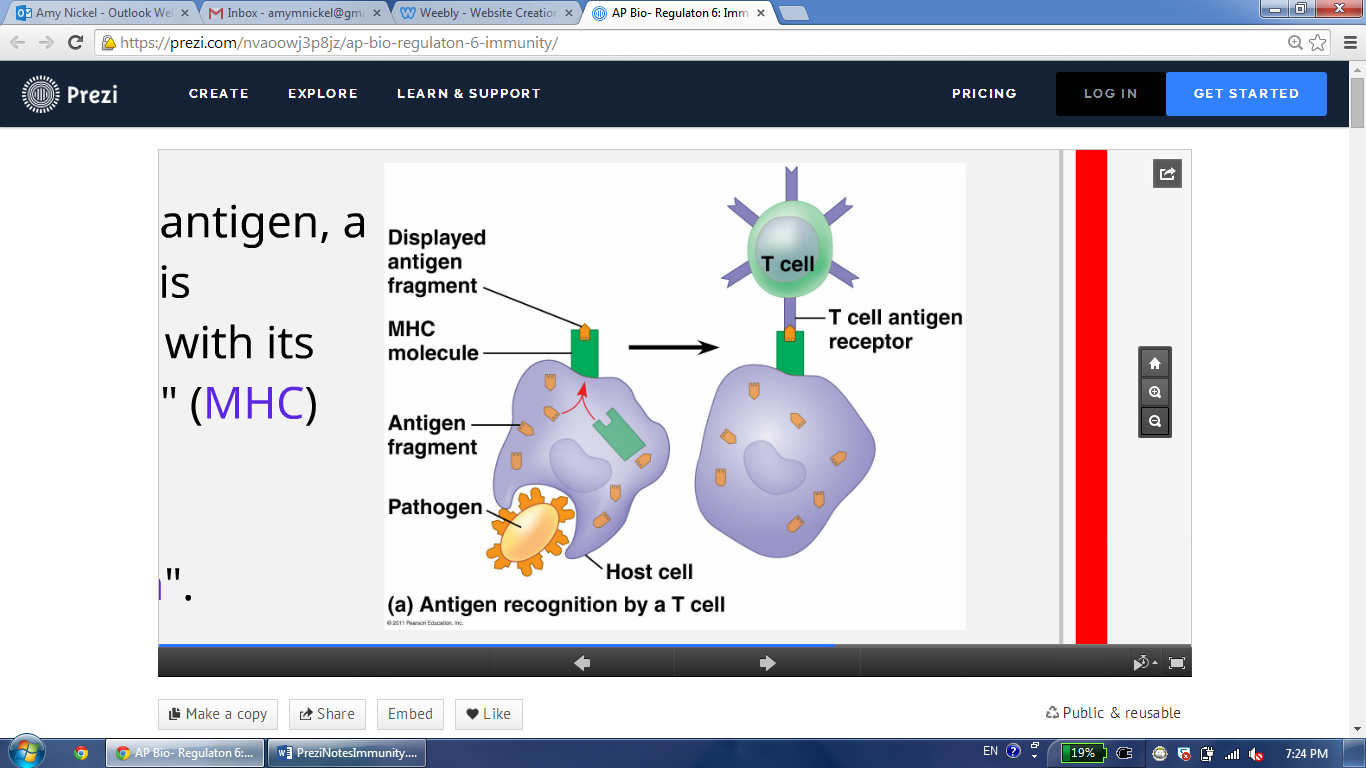 Amy Nickel - Outlook We
Inbox - amymnickel@gma
Weebly - Website Creation
AP Bio- Regulaton 6: Imm
https://prezi.com/nvaoowj3p8jz/ap-bio-regulaton-6-immunity/
Prezi
CREATE
EXPLORE
LEARN & SUPPORT
PRICING
LOG IN
GET STARTED
antigen, a
is
with its
" (MHC)
".
Displayed
antigen
fragment
MHC
molecule
Antigen
fragment
Pathogen
Host cell
T cell
T cell antigen
receptor
(a) Antigen recognition by a T cell
© 2011 Pearson Education, Inc.
Make a copy
Share
Embed
Like
Public & reusable
AP Bio- Regulaton 6:...
PreziNotesImmunity....
EN
19%
7:24 PM